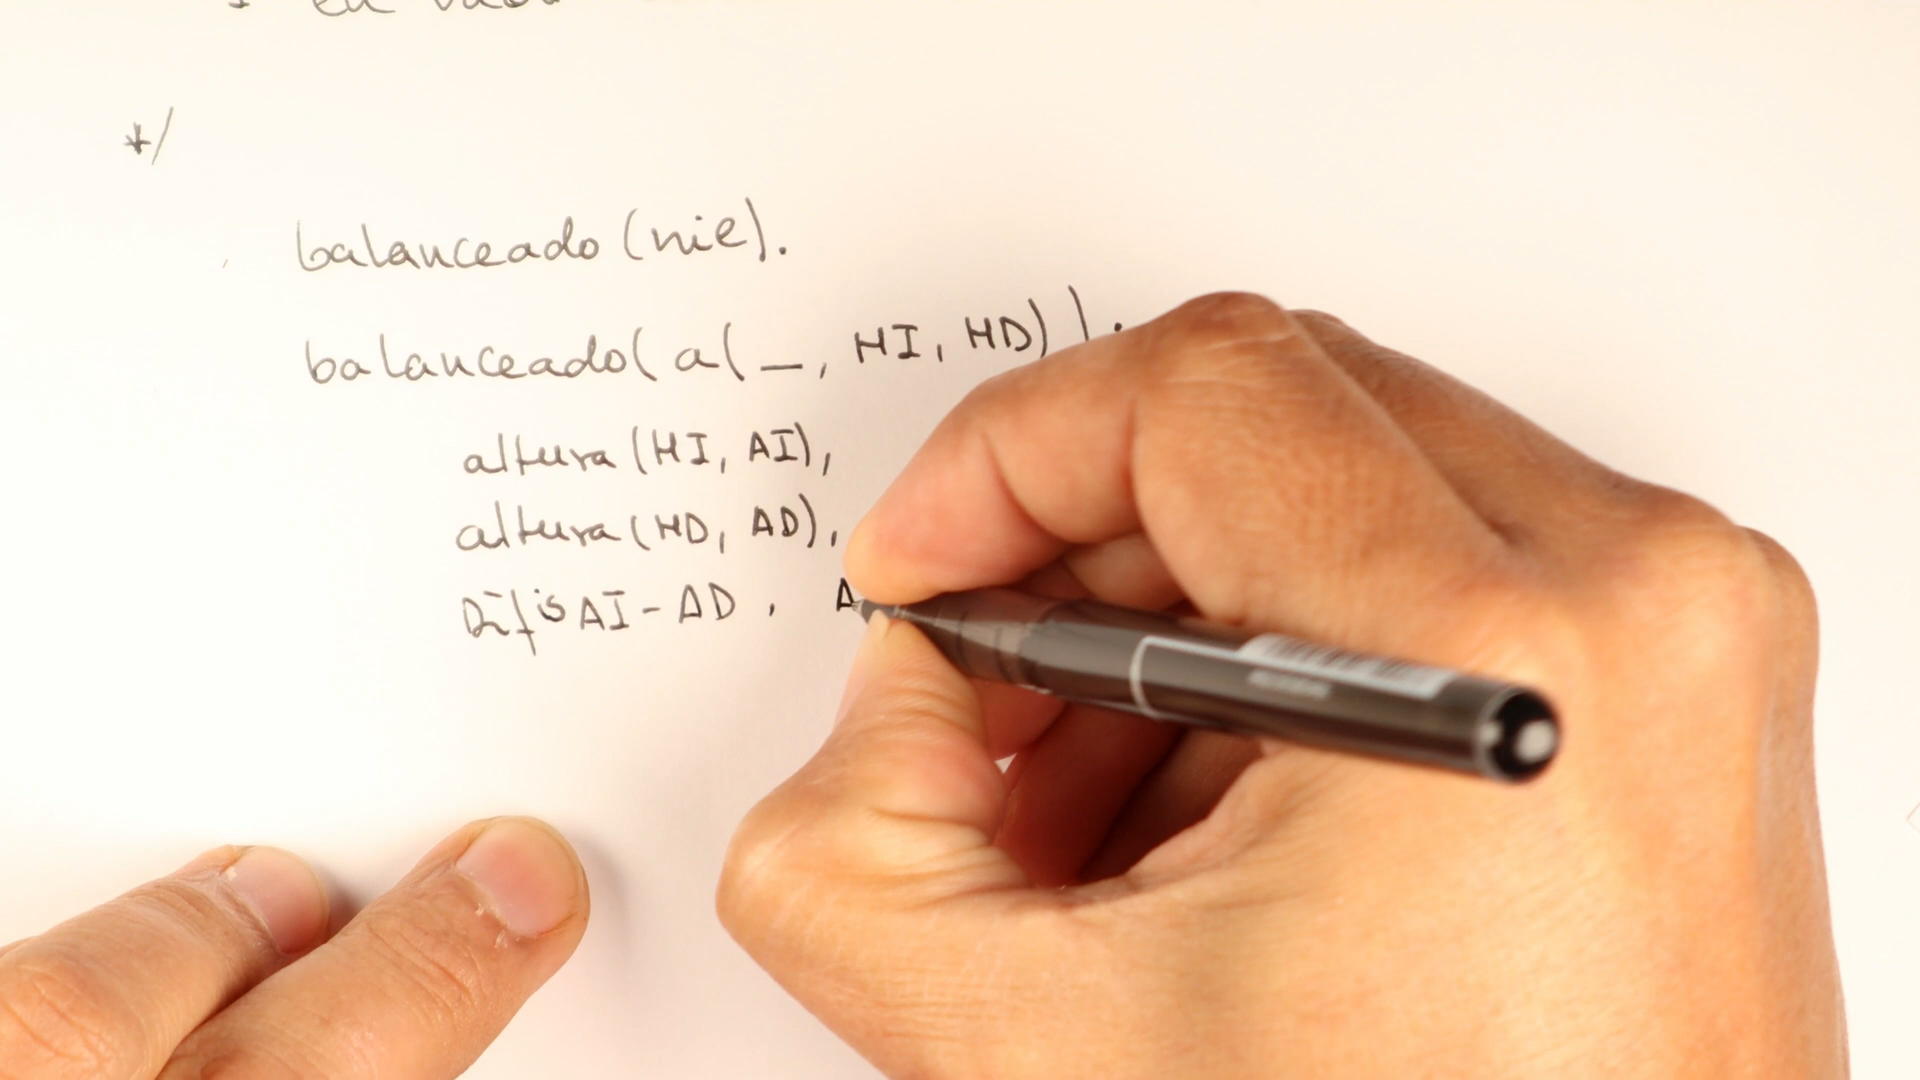 */
balanceado(nil).
balanceado(a(_, HI, HD)):
altura(HI, AI),
altura(HD, AD),
Dif is AI-AD, A